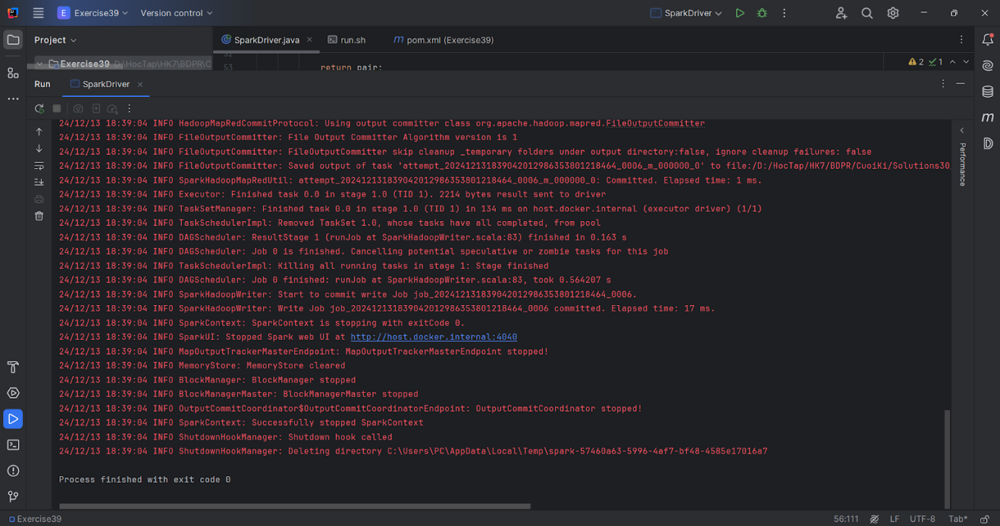 E Exercise39 Version control SparkDriver
Project SparkDriver.java run.sh m pom.xml (Exercise39)
Exercise39 D:\HocTap\HK7\BDPR\C
53 return pair; 2 1
Run SparkDriver
24/12/13 18:39:04 INFO HadoopMapRedCommitProtocol: Using output committer class org.apache.hadoop.mapred.FileOutputCommitter
24/12/13 18:39:04 INFO FileOutputCommitter: File Output Committer Algorithm version is 1
24/12/13 18:39:04 INFO FileOutputCommitter: FileOutputCommitter skip cleanup _temporary folders under output directory:false, ignore cleanup failures: false
24/12/13 18:39:04 INFO FileOutputCommitter: Saved output of task 'attempt_202412131839042012986353801218464_0006_m_000000_0' to file:/D:/HocTap/HK7/BDPR/CuoiKi/Solutions30
24/12/13 18:39:04 INFO SparkHadoopMapRedUtil: attempt_202412131839042012986353801218464_0006_m_000000_0: Committed. Elapsed time: 1 ms.
24/12/13 18:39:04 INFO Executor: Finished task 0.0 in stage 1.0 (TID 1). 2214 bytes result sent to driver
24/12/13 18:39:04 INFO TaskSetManager: Finished task 0.0 in stage 1.0 (TID 1) in 134 ms on host.docker.internal (executor driver) (1/1)
24/12/13 18:39:04 INFO TaskSchedulerImpl: Removed TaskSet 1.0, whose tasks have all completed, from pool
24/12/13 18:39:04 INFO DAGScheduler: ResultStage 1 (runJob at SparkHadoopWriter.scala:83) finished in 0.163 s
24/12/13 18:39:04 INFO DAGScheduler: Job 0 is finished. Cancelling potential speculative or zombie tasks for this job
24/12/13 18:39:04 INFO TaskSchedulerImpl: Killing all running tasks in stage 1: Stage finished
24/12/13 18:39:04 INFO DAGScheduler: Job 0 finished: runJob at SparkHadoopWriter.scala:83, took 0.564207 s
24/12/13 18:39:04 INFO SparkHadoopWriter: Start to commit write Job job_202412131839042012986353801218464_0006.
24/12/13 18:39:04 INFO SparkHadoopWriter: Write Job job_202412131839042012986353801218464_0006 committed. Elapsed time: 17 ms.
24/12/13 18:39:04 INFO SparkContext: SparkContext is stopping with exitCode 0.
24/12/13 18:39:04 INFO SparkUI: Stopped Spark web UI at http://host.docker.internal:4040
24/12/13 18:39:04 INFO MapOutputTrackerMasterEndpoint: MapOutputTrackerMasterEndpoint stopped!
24/12/13 18:39:04 INFO MemoryStore: MemoryStore cleared
24/12/13 18:39:04 INFO BlockManager: BlockManager stopped
24/12/13 18:39:04 INFO BlockManagerMaster: BlockManagerMaster stopped
24/12/13 18:39:04 INFO OutputCommitCoordinator$OutputCommitCoordinatorEndpoint: OutputCommitCoordinator stopped!
24/12/13 18:39:04 INFO SparkContext: Successfully stopped SparkContext
24/12/13 18:39:04 INFO ShutdownHookManager: Shutdown hook called
24/12/13 18:39:04 INFO ShutdownHookManager: Deleting directory C:\Users\PC\AppData\Local\Temp\spark-57460a63-5996-4af7-bf48-4585e17016a7
Process finished with exit code 0
Performance
Exercise39 56:111 LF UTF-8 Tab*